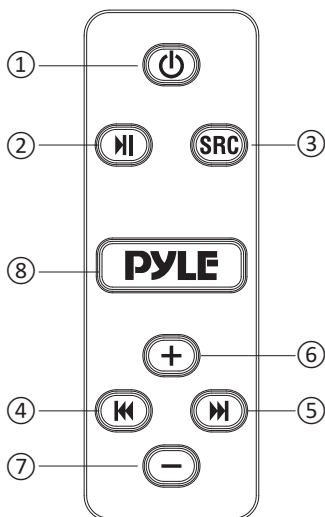 ①
② ③
SRC
⑧ PYLE
⑥
④ ⑤
⑦